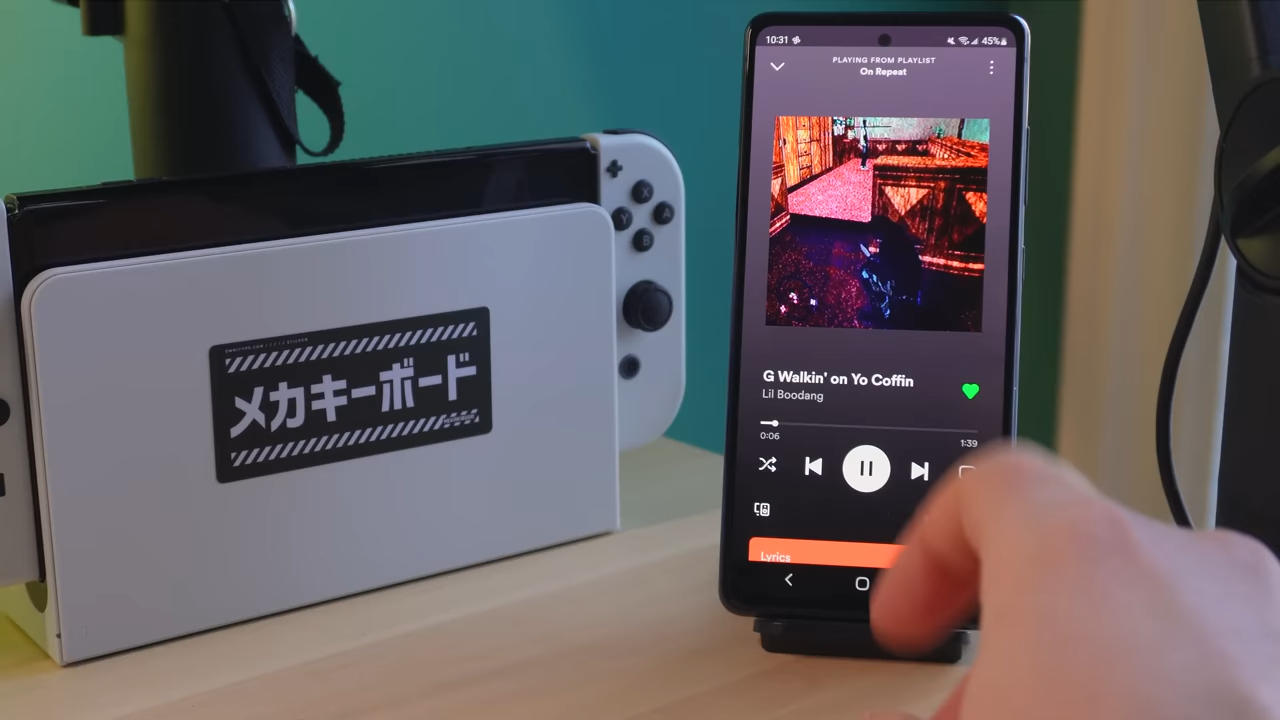 メカキーボード
X
Y
A
B
10:31
45%
PLAYING FROM PLAYLIST
On Repeat
G Walkin' on Yo Coffin
Lil Boodang
0:06
1:39
Lyrics